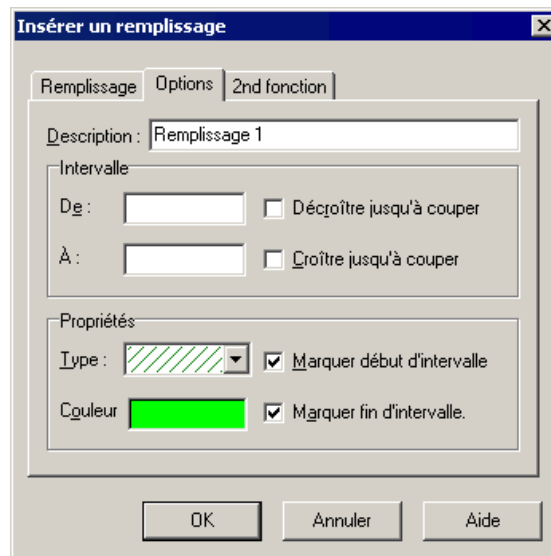 Insérer un remplissage
Remplissage Options 2nd fonction
Description : Remplissage 1
Intervalle
De : Décroître jusqu'à couper
À : Croître jusqu'à couper
Propriétés
Type : Marquer début d'intervalle
Couleur Marquer fin d'intervalle.
OK Annuler Aide